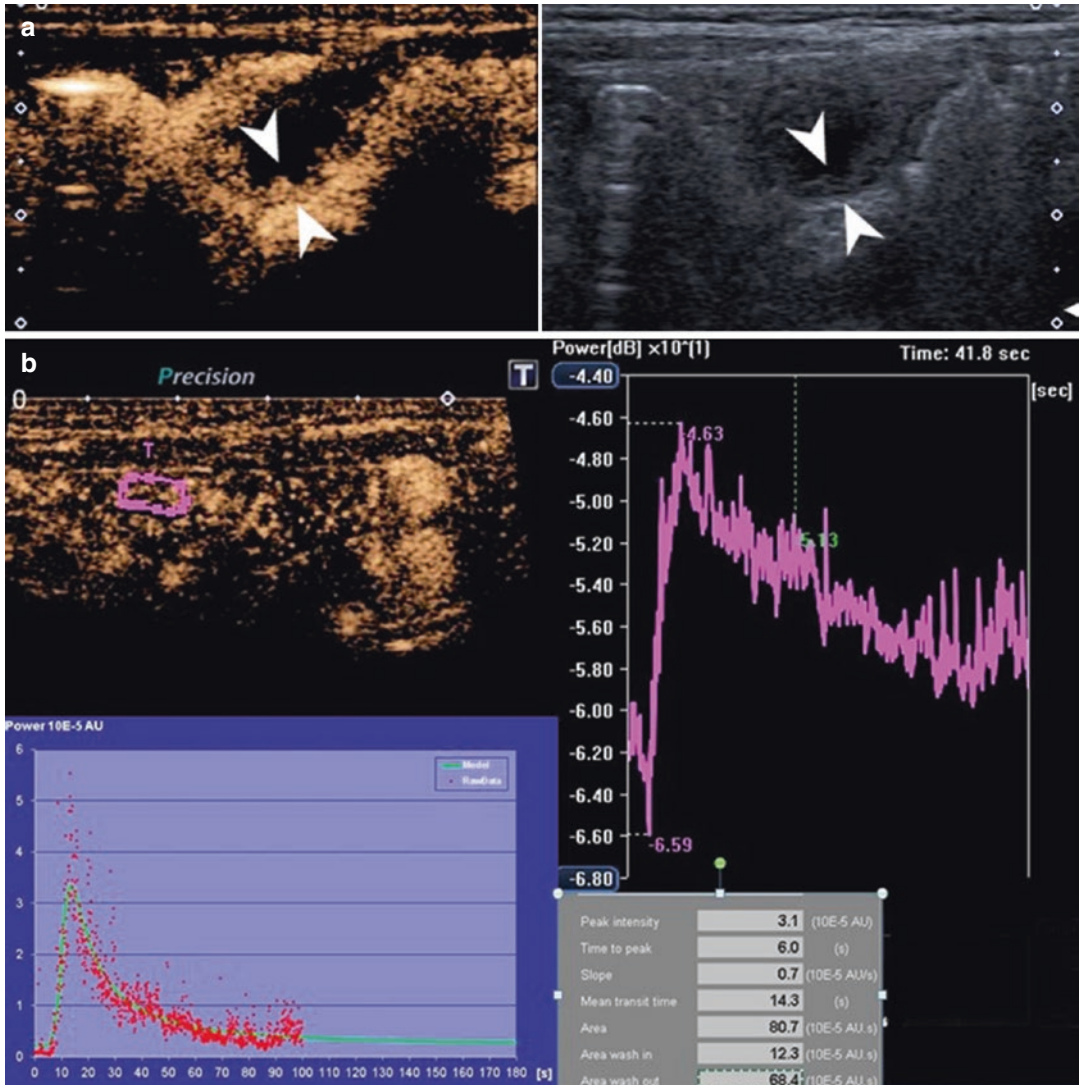 a
b
Precision
T
0
T
Power[dB] ×10^(1)
Time: 41.8 sec
[sec]
-4.40
-4.60
-4.80
-5.00
-5.20
-5.40
-5.60
-5.80
-6.00
-6.20
-6.40
-6.60
-6.80
-4.63
-5.13
-6.59
Power 10E-5 AU
6
5
4
3
2
1
0
Model
RawData
0 10 20 30 40 50 60 70 80 90 100 110 120 130 140 150 160 170 180 [s]
Peak intensity 3.1 (10E-5 AU)
Time to peak 6.0 (s)
Slope 0.7 (10E-5 AU/s)
Mean transit time 14.3 (s)
Area 80.7 (10E-5 AU.s)
Area wash in 12.3 (10E-5 AU.s)
Area wash out 68.4 (10E-5 AU.s)